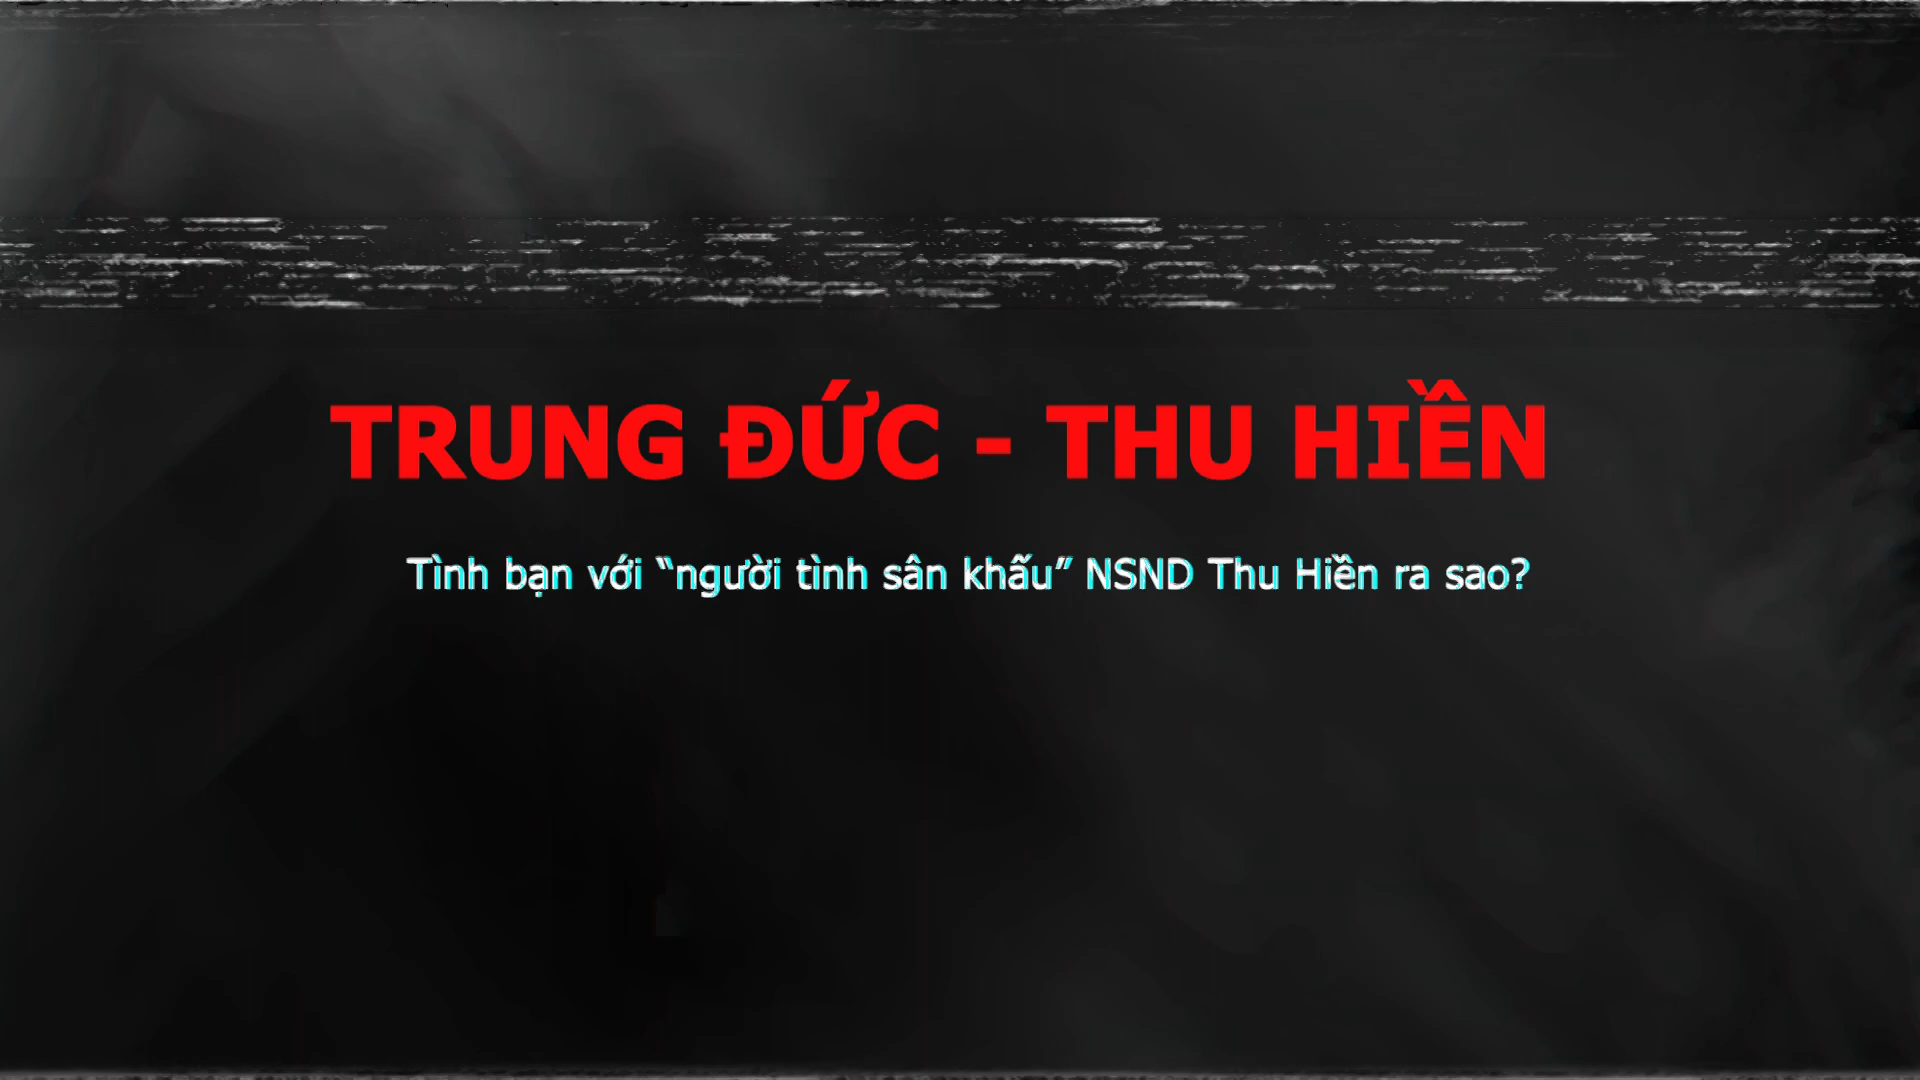 TRUNG ĐỨC - THU HIỀN
Tình bạn với “người tình sân khấu” NSND Thu Hiền ra sao?